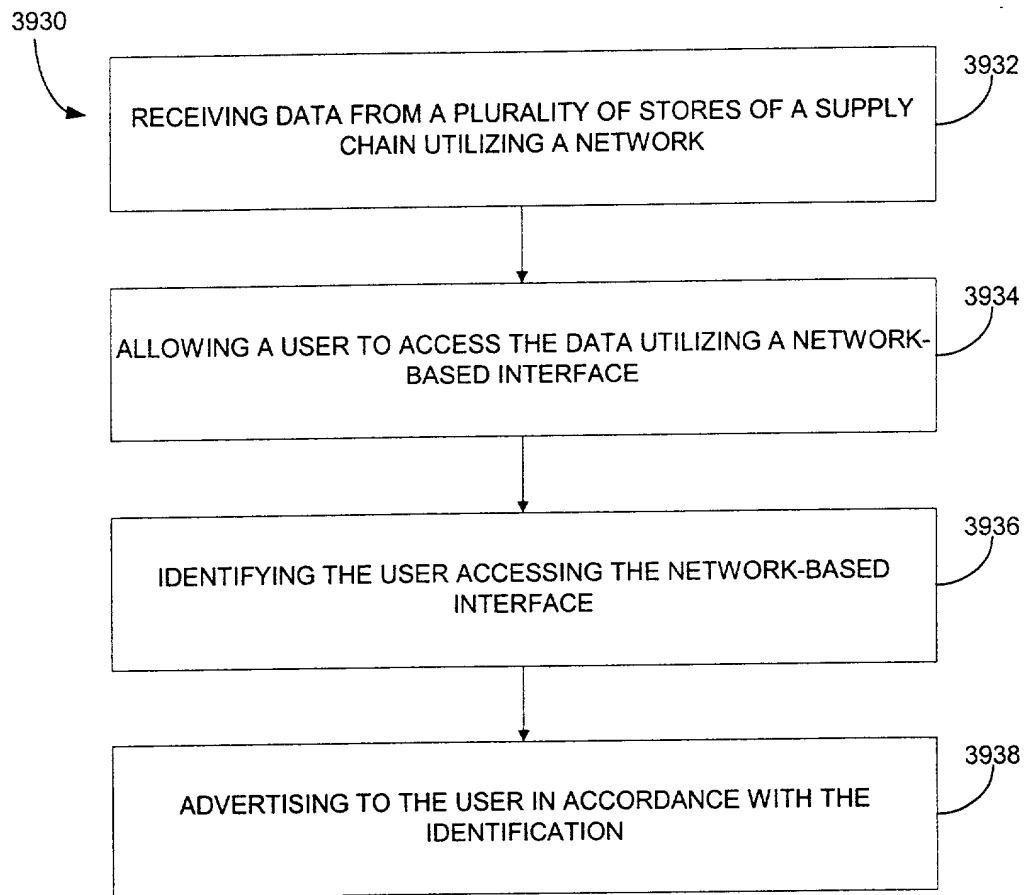 3930
3932
RECEIVING DATA FROM A PLURALITY OF STORES OF A SUPPLY
CHAIN UTILIZING A NETWORK
3934
ALLOWING A USER TO ACCESS THE DATA UTILIZING A NETWORK-
BASED INTERFACE
3936
IDENTIFYING THE USER ACCESSING THE NETWORK-BASED
INTERFACE
3938
ADVERTISING TO THE USER IN ACCORDANCE WITH THE
IDENTIFICATION